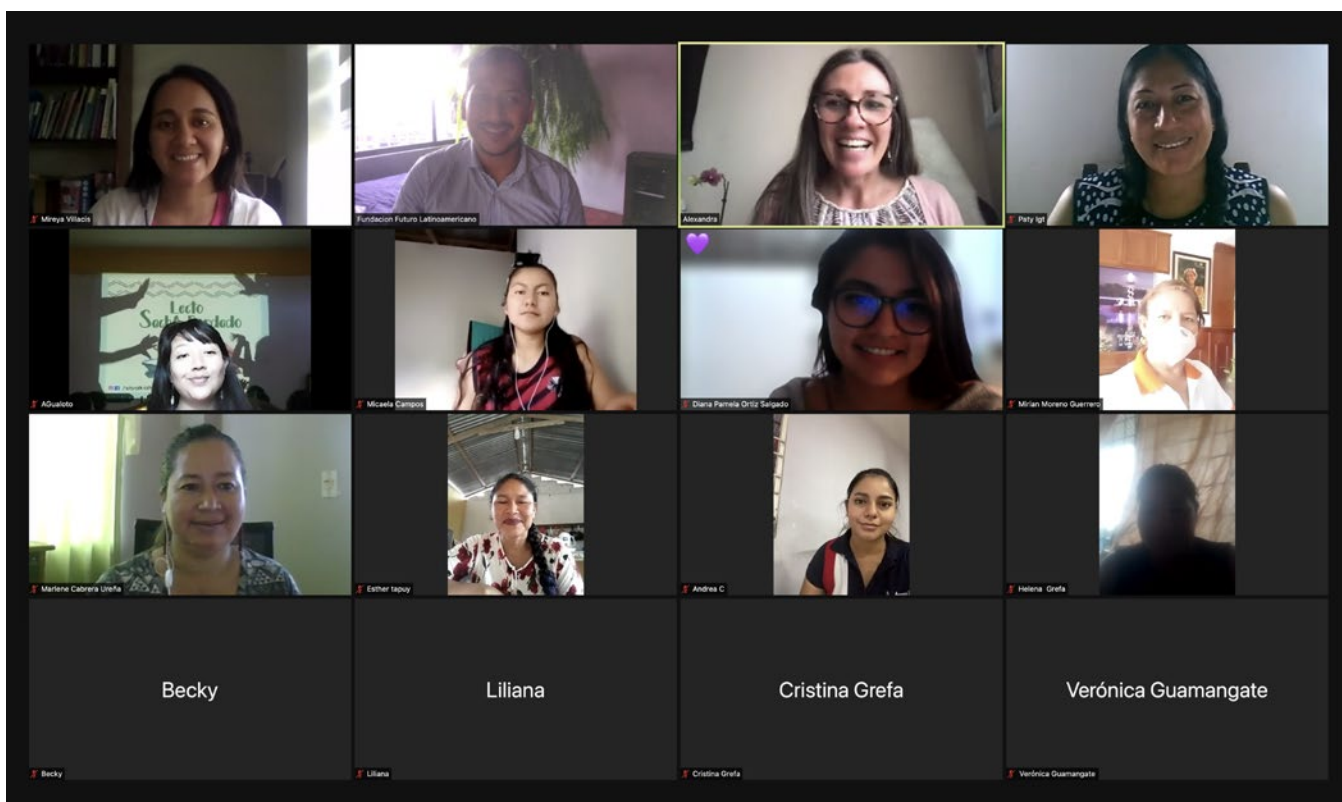 Mireya Villacis
Fundacion Futuro Latinoamericano
Alexandra
Paty Igt
Lecto
AGualoto
Micaela Campos
Diana Pamela Ortiz Salgado
Mirian Moreno Guerrero
Marlene Cabrera Ureña
Esther tapuy
Andrea C
Helena Grefa
Becky
Liliana
Cristina Grefa
Verónica Guamangate
Becky
Liliana
Cristina Grefa
Verónica Guamangate